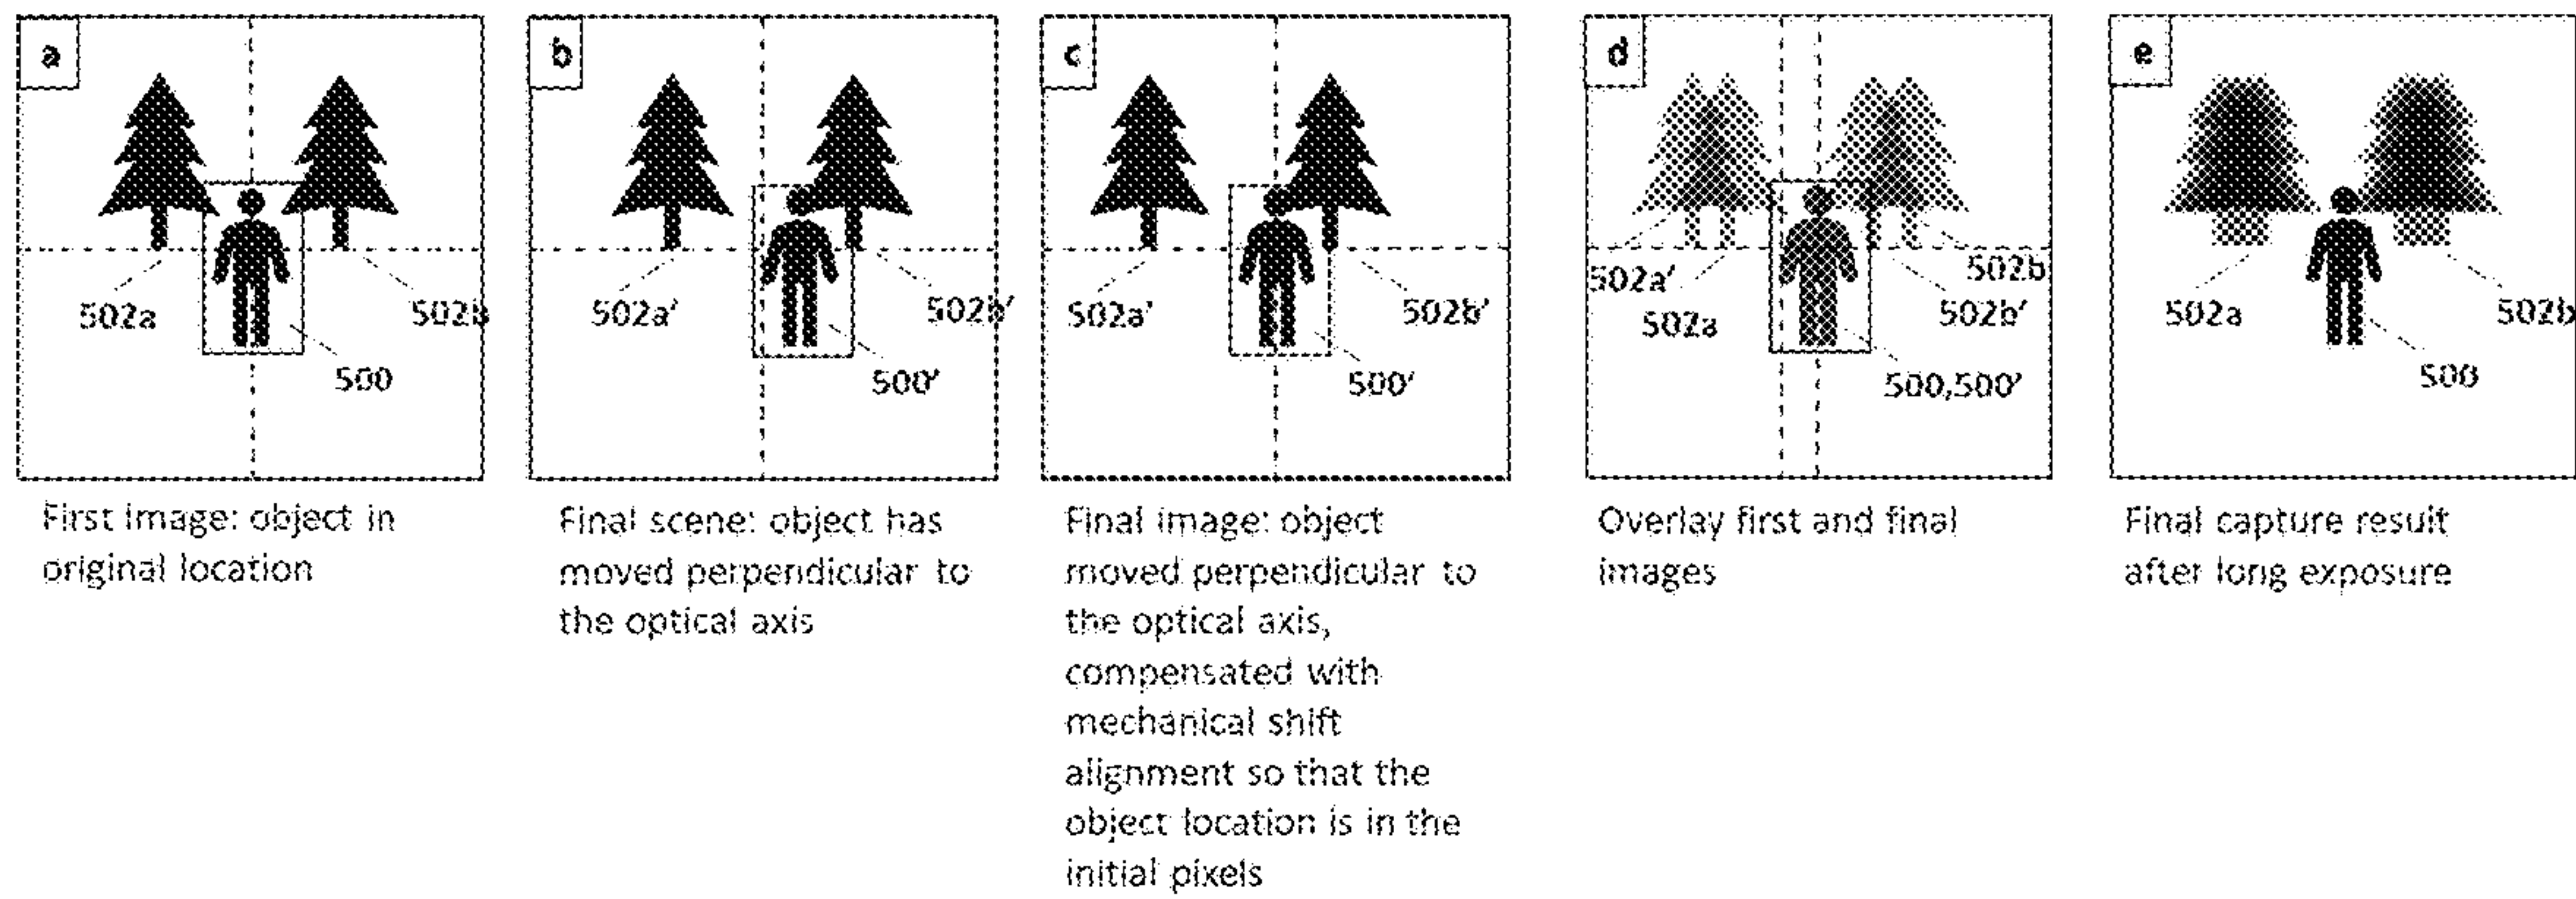 a
502a
502b
500
First image: object in
original location
b
502a'
502b'
500'
Final scene: object has
moved perpendicular to
the optical axis
c
502a'
502b'
500'
Final image: object
moved perpendicular to
the optical axis,
compensated with
mechanical shift
alignment so that the
object location is in the
initial pixels
d
502a'
502a
502b
502b'
500,500'
Overlay first and final
images
e
502a
502b
500
Final capture result
after long exposure